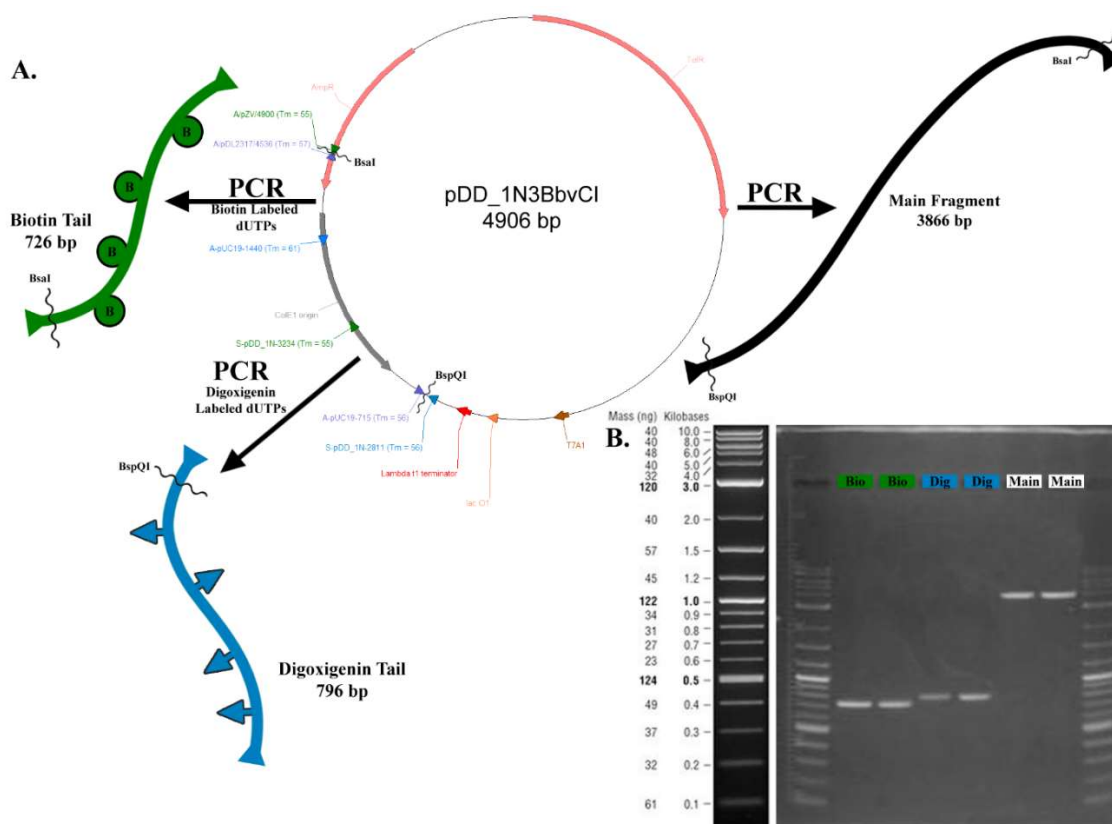 A.
BsaI
AmpR
TetR
A/pZV/4900 (Tm = 55)
A/pDL2317/4536 (Tm = 57)
BsaI
pDD_1N3BbvCI
4906 bp
PCR
Biotin Labeled
dUTPs
PCR
Main Fragment
3866 bp
Biotin Tail
726 bp
BsaI
A-pUC19-1440 (Tm = 61)
ColE1 origin
S-pDD_1N-3234 (Tm = 55)
PCR
Digoxigenin
Labeled dUTPs
BspQI
A-pUC19-715 (Tm = 56)
S-pDD_1N-2811 (Tm = 56)
Lambda t1 terminator
lac O1
T7A1
BspQI
BspQI
Digoxigenin Tail
796 bp
B.
Mass (ng) Kilobases
40 10.0
40 8.0
48 6.0
40 5.0
32 4.0
120 3.0
40 2.0
57 1.5
45 1.2
122 1.0
34 0.9
31 0.8
27 0.7
23 0.6
124 0.5
49 0.4
37 0.3
32 0.2
61 0.1
Bio Bio Dig Dig Main Main
B
B
B
B